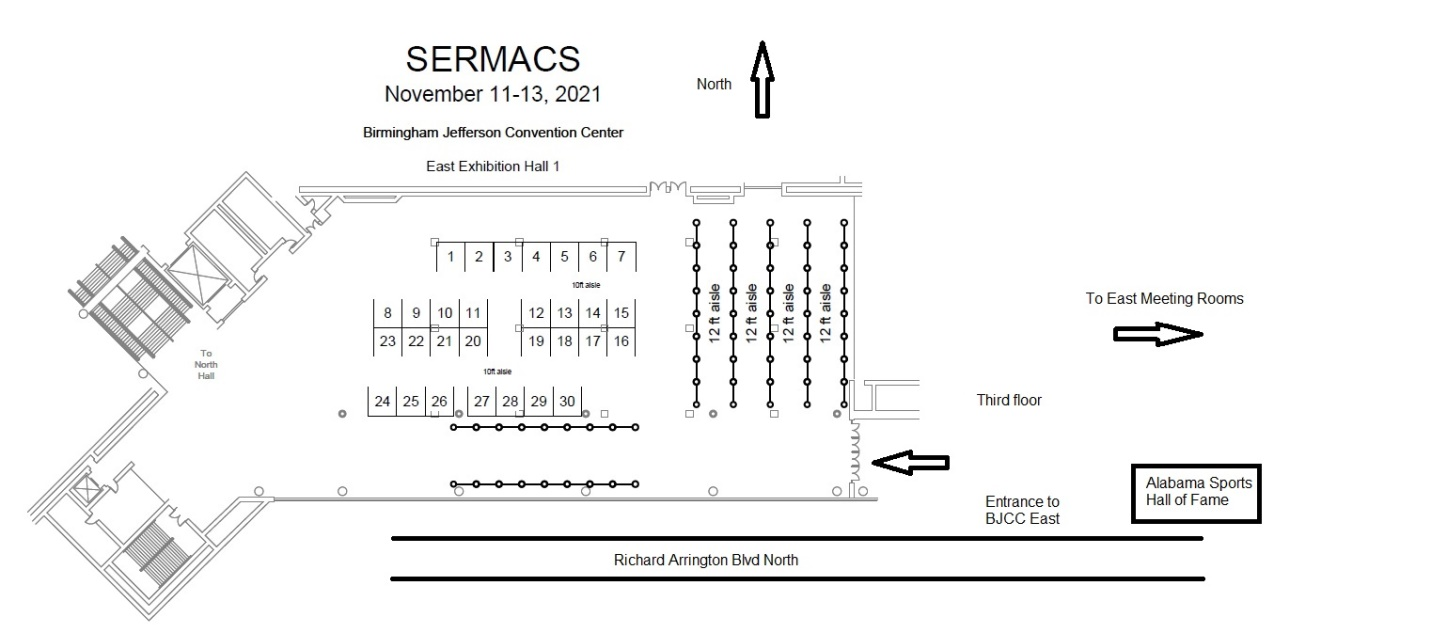 SERMACS
November 11-13, 2021
North
Birmingham Jefferson Convention Center
East Exhibition Hall 1
1 2 3 4 5 6 7
10ft aisle
8 9 10 11 12 13 14 15
23 22 21 20 19 18 17 16
10ft aisle
24 25 26 27 28 29 30
12 ft aisle
12 ft aisle
12 ft aisle
12 ft aisle
To
North
Hall
To East Meeting Rooms
Third floor
Entrance to
BJCC East
Alabama Sports
Hall of Fame
Richard Arrington Blvd North